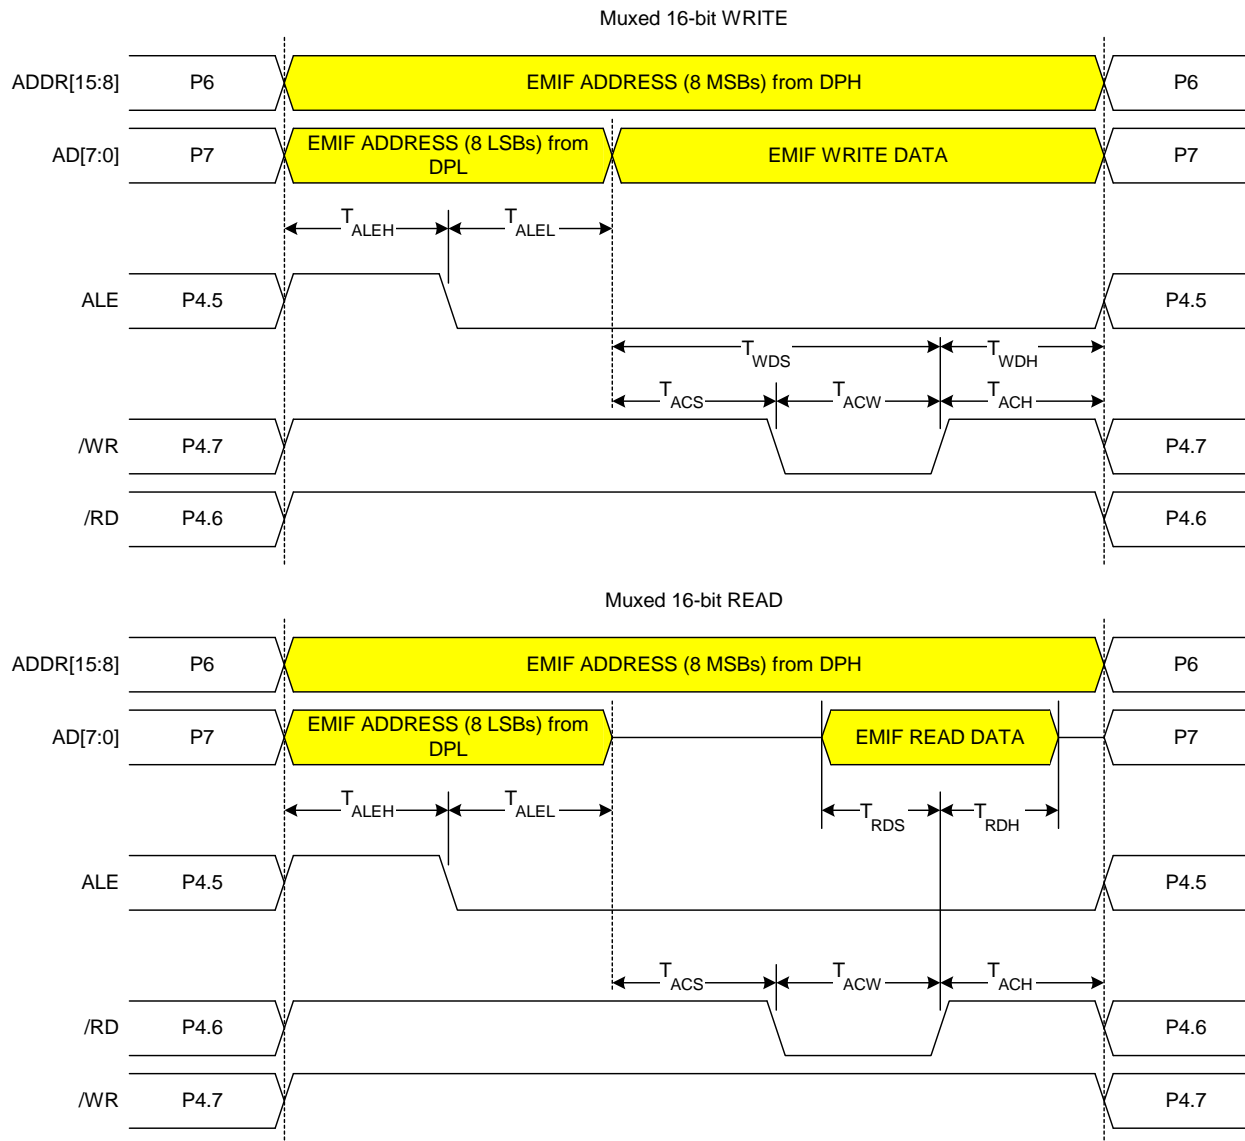 Muxed 16-bit WRITE
ADDR[15:8] P6 EMIF ADDRESS (8 MSBs) from DPH P6
AD[7:0] P7 EMIF ADDRESS (8 LSBs) from
DPL EMIF WRITE DATA P7
TALEH TALEL
ALE P4.5 P4.5
TWDS TWDH
TACS TACW TACH
/WR P4.7 P4.7
/RD P4.6 P4.6
Muxed 16-bit READ
ADDR[15:8] P6 EMIF ADDRESS (8 MSBs) from DPH P6
AD[7:0] P7 EMIF ADDRESS (8 LSBs) from
DPL EMIF READ DATA P7
TALEH TALEL TRDS TRDH
ALE P4.5 P4.5
TACS TACW TACH
/RD P4.6 P4.6
/WR P4.7 P4.7